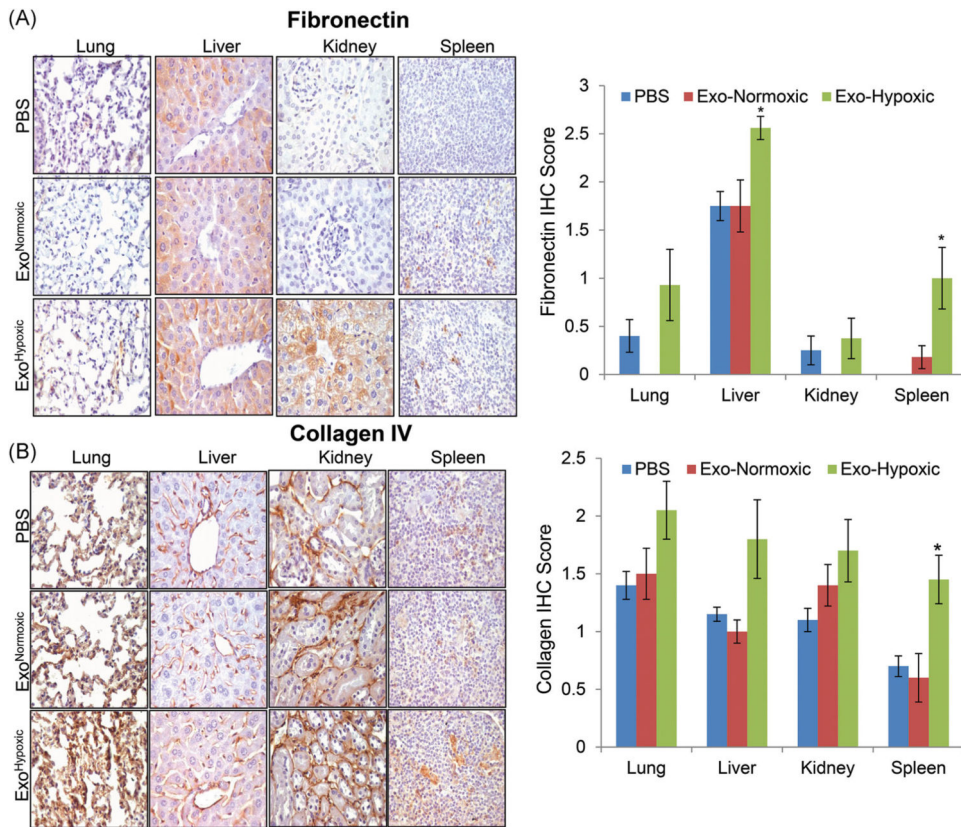 (A)
Fibronectin
Lung Liver Kidney Spleen
PBS
Exo^Normoxic
Exo^Hypoxic
Fibronectin IHC Score
3
2.5
2
1.5
1
0.5
0
PBS Exo-Normoxic Exo-Hypoxic
*
*
Lung Liver Kidney Spleen
(B)
Collagen IV
Lung Liver Kidney Spleen
PBS
Exo^Normoxic
Exo^Hypoxic
Collagen IHC Score
2.5
2
1.5
1
0.5
0
PBS Exo-Normoxic Exo-Hypoxic
*
Lung Liver Kidney Spleen